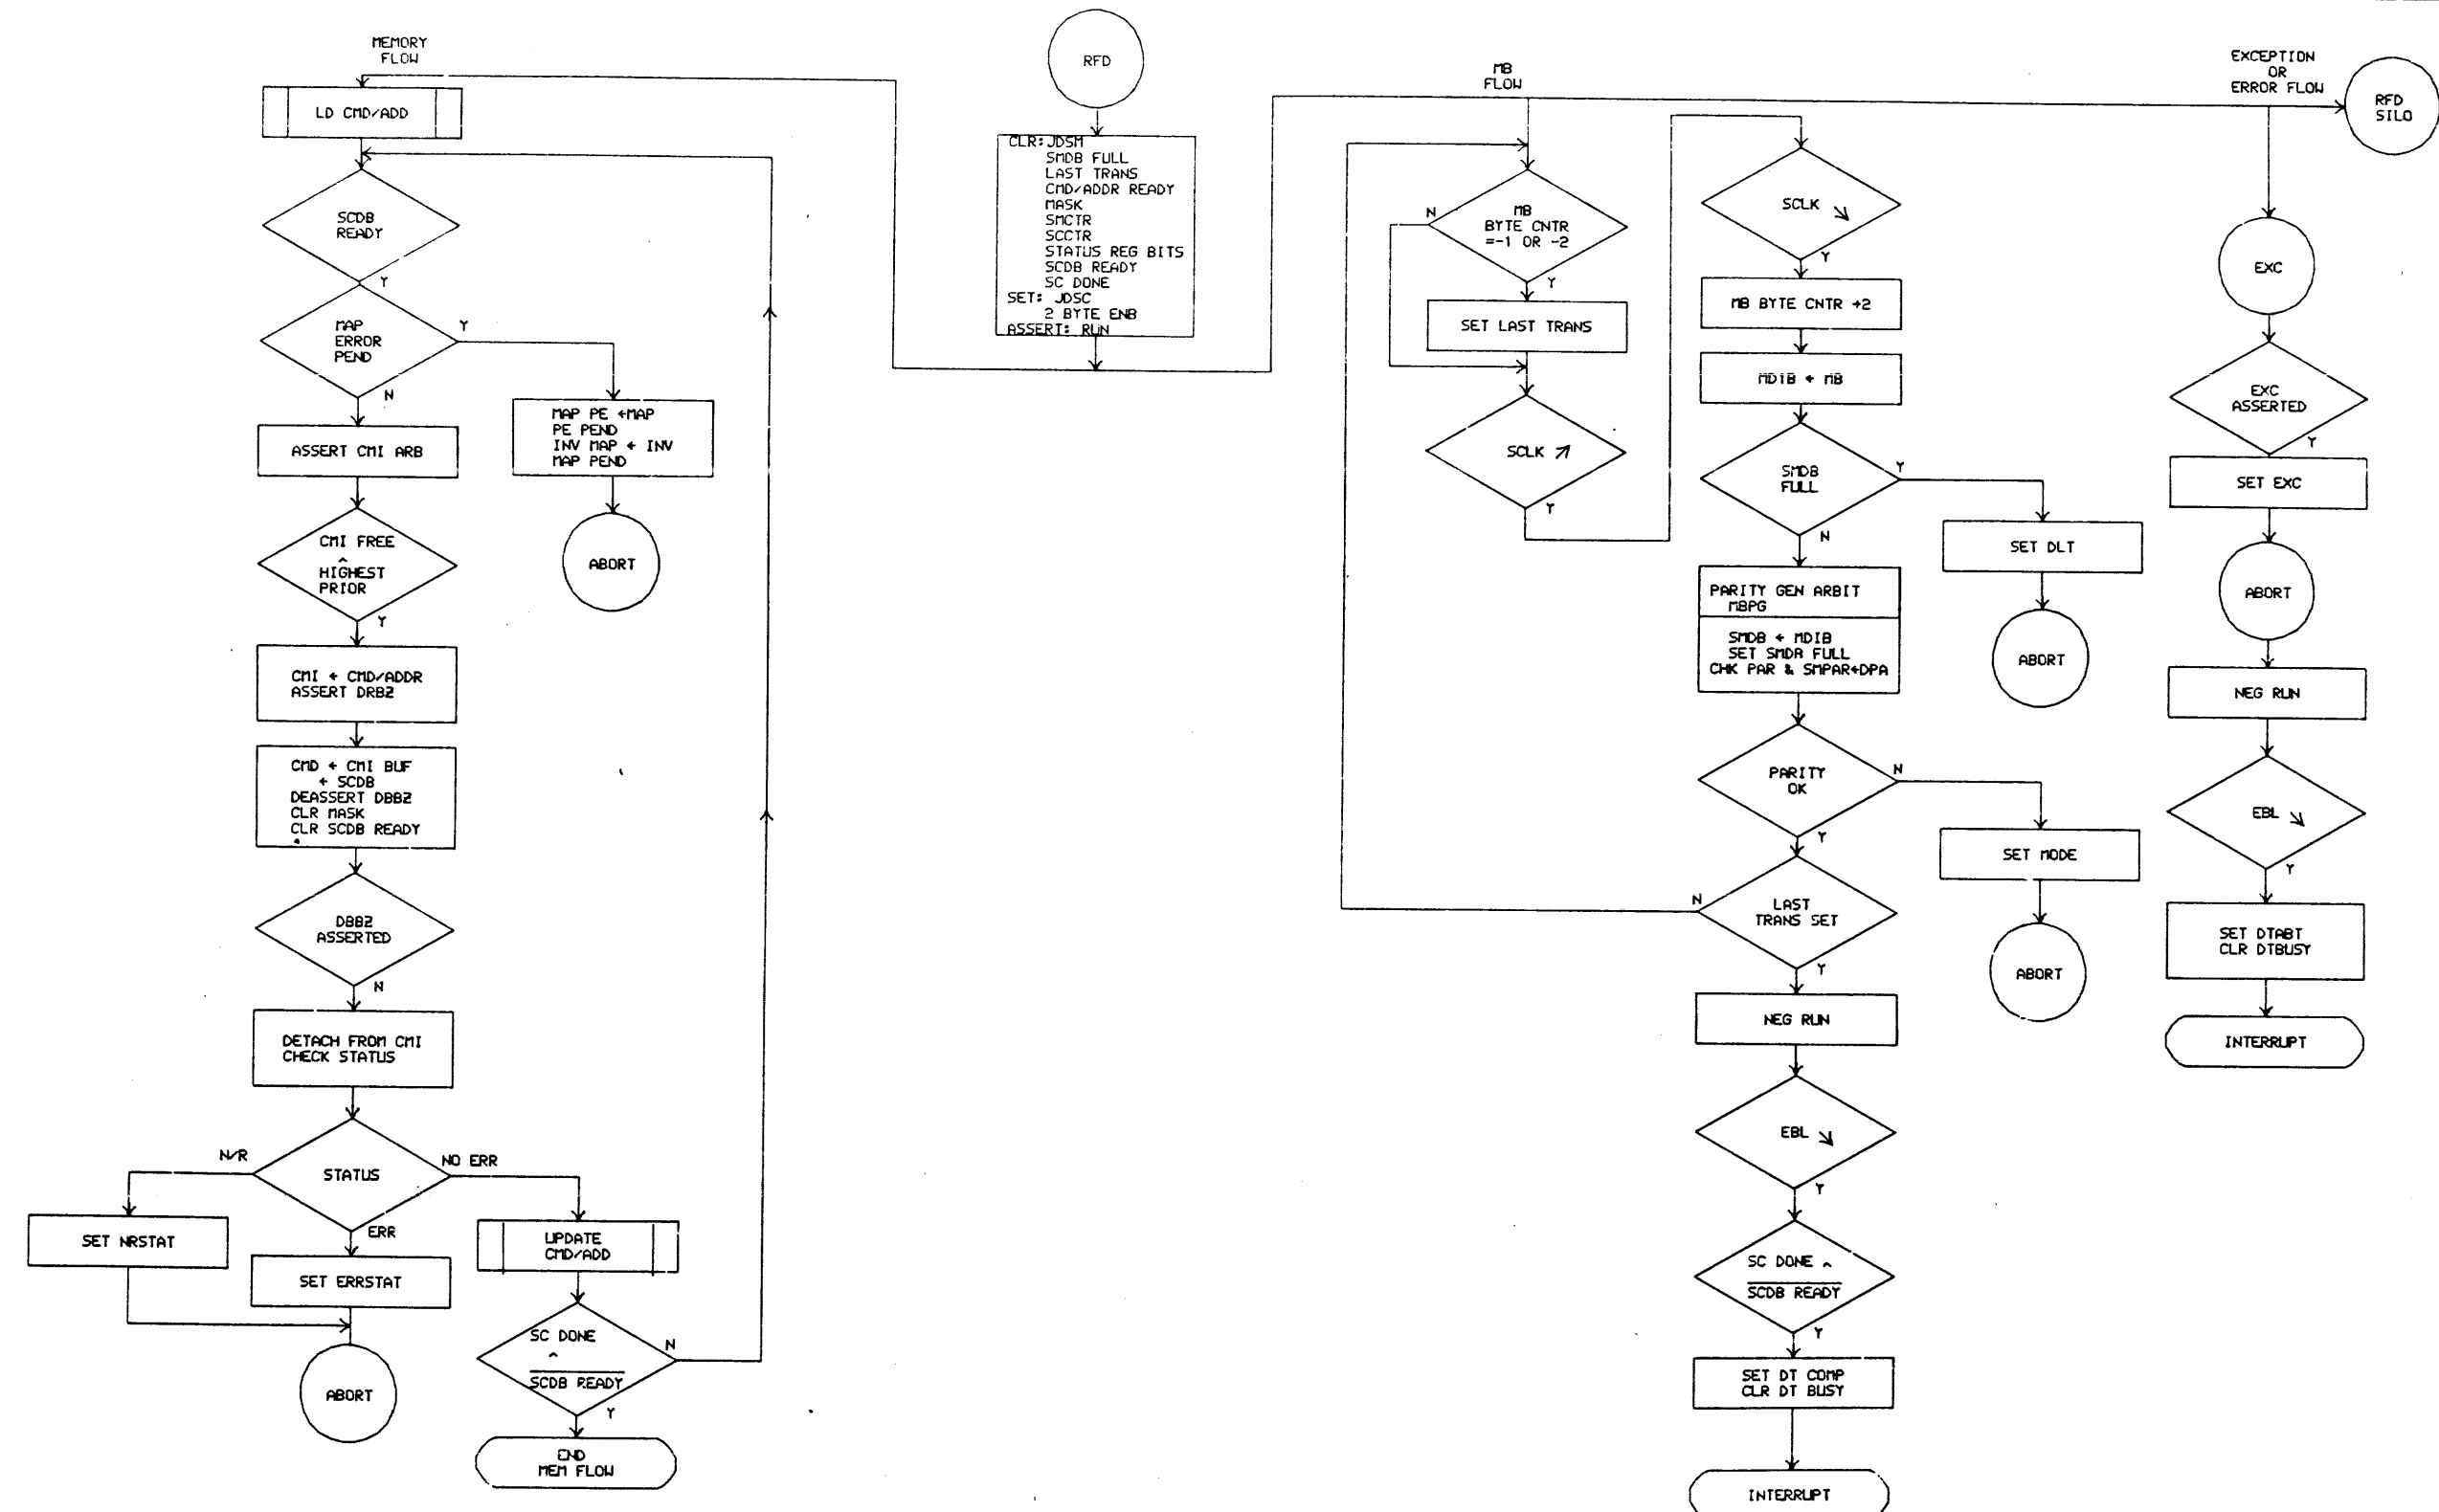 MEMORY
FLOW
LD CMD/ADD
SCDB
READY
Y
MAP
ERROR
PEND
Y
N
MAP PE ←MAP
PE PEND
INV MAP ← INV
MAP PEND
ABORT
ASSERT CMI ARB
CMI FREE
^
HIGHEST
PRIOR
Y
CMI ← CMD/ADDR
ASSERT DRBZ
CMD ← CMI BUF
← SCDB
DEASSERT DBBZ
CLR MASK
CLR SCDB READY
DBBZ
ASSERTED
N
DETACH FROM CMI
CHECK STATUS
N/R
STATUS
NO ERR
ERR
SET NRSTAT
SET ERRSTAT
ABORT
UPDATE
CMD/ADD
SC DONE
^
SCDB READY
N
Y
END
MEM FLOW
RFD
CLR: JDSM
SMDB FULL
LAST TRANS
CMD/ADDR READY
MASK
SMCTR
SCCTR
STATUS REG BITS
SCDB READY
SC DONE
SET: JDSC
2 BYTE ENB
ASSERT: RUN
MB
FLOW
N
MB
BYTE CNTR
=-1 OR -2
Y
SET LAST TRANS
SCLK ↗
Y
SCLK ↘
Y
MB BYTE CNTR +2
MDIB ← MB
SMDB
FULL
Y
N
SET DLT
ABORT
PARITY GEN ARBIT
MBPG
SMDB ← MDIB
SET SMDB FULL
CHK PAR & SMPAR←DPA
PARITY
OK
N
Y
SET MODE
ABORT
N
LAST
TRANS SET
Y
NEG RUN
EBL ↘
Y
SC DONE ^
SCDB READY
Y
SET DT COMP
CLR DT BUSY
INTERRUPT
EXCEPTION
OR
ERROR FLOW
RFD
SILO
EXC
EXC
ASSERTED
Y
SET EXC
ABORT
NEG RUN
EBL ↘
Y
SET DTABT
CLR DTBUSY
INTERRUPT